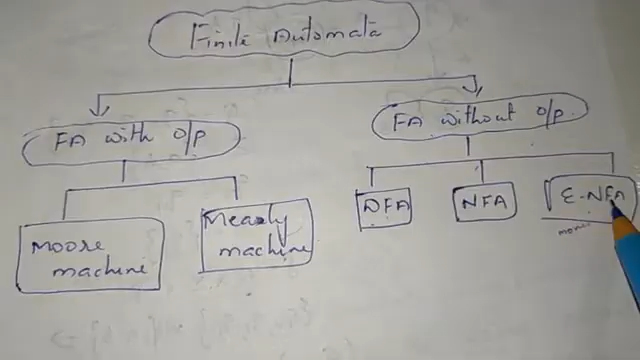 Finite Automata
FA with o/p
FA without o/p
DFA
NFA
ε-NFA
Moore
machine
Mealy
machine